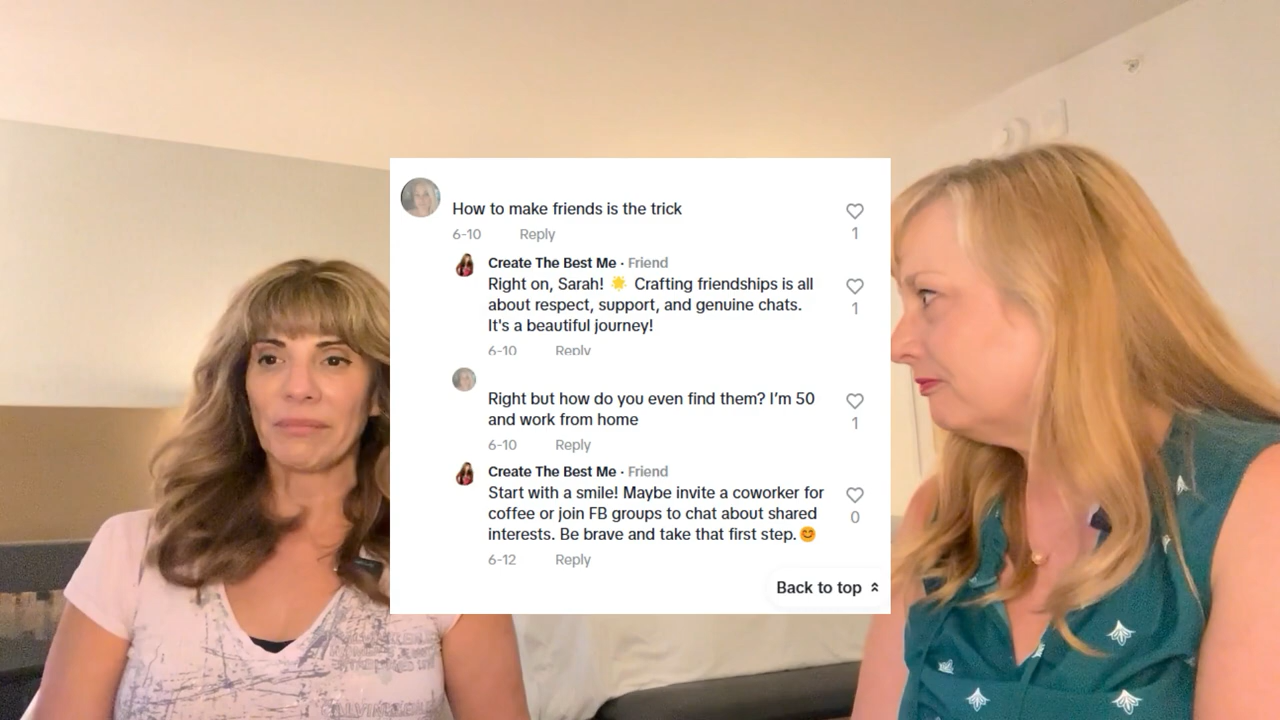 How to make friends is the trick
1
6-10 Reply
Create The Best Me · Friend
Right on, Sarah! 🌟 Crafting friendships is all
about respect, support, and genuine chats.
It's a beautiful journey!
1
6-10 Reply
Right but how do you even find them? I’m 50
and work from home
1
6-10 Reply
Create The Best Me · Friend
Start with a smile! Maybe invite a coworker for
coffee or join FB groups to chat about shared
interests. Be brave and take that first step.😊
0
6-12 Reply
Back to top